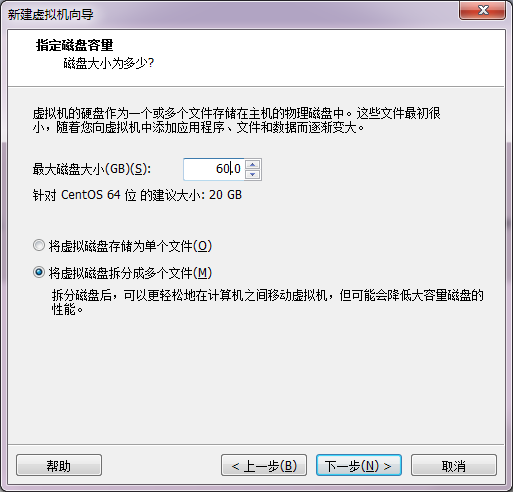 新建虚拟机向导
指定磁盘容量
磁盘大小为多少?
虚拟机的硬盘作为一个或多个文件存储在主机的物理磁盘中。这些文件最初很
小，随着您向虚拟机中添加应用程序、文件和数据而逐渐变大。
最大磁盘大小(GB)(S): 60.0
针对 CentOS 64 位 的建议大小: 20 GB
将虚拟磁盘存储为单个文件(O)
将虚拟磁盘拆分成多个文件(M)
拆分磁盘后，可以更轻松地在计算机之间移动虚拟机，但可能会降低大容量磁盘的
性能。
帮助 < 上一步(B) 下一步(N) > 取消